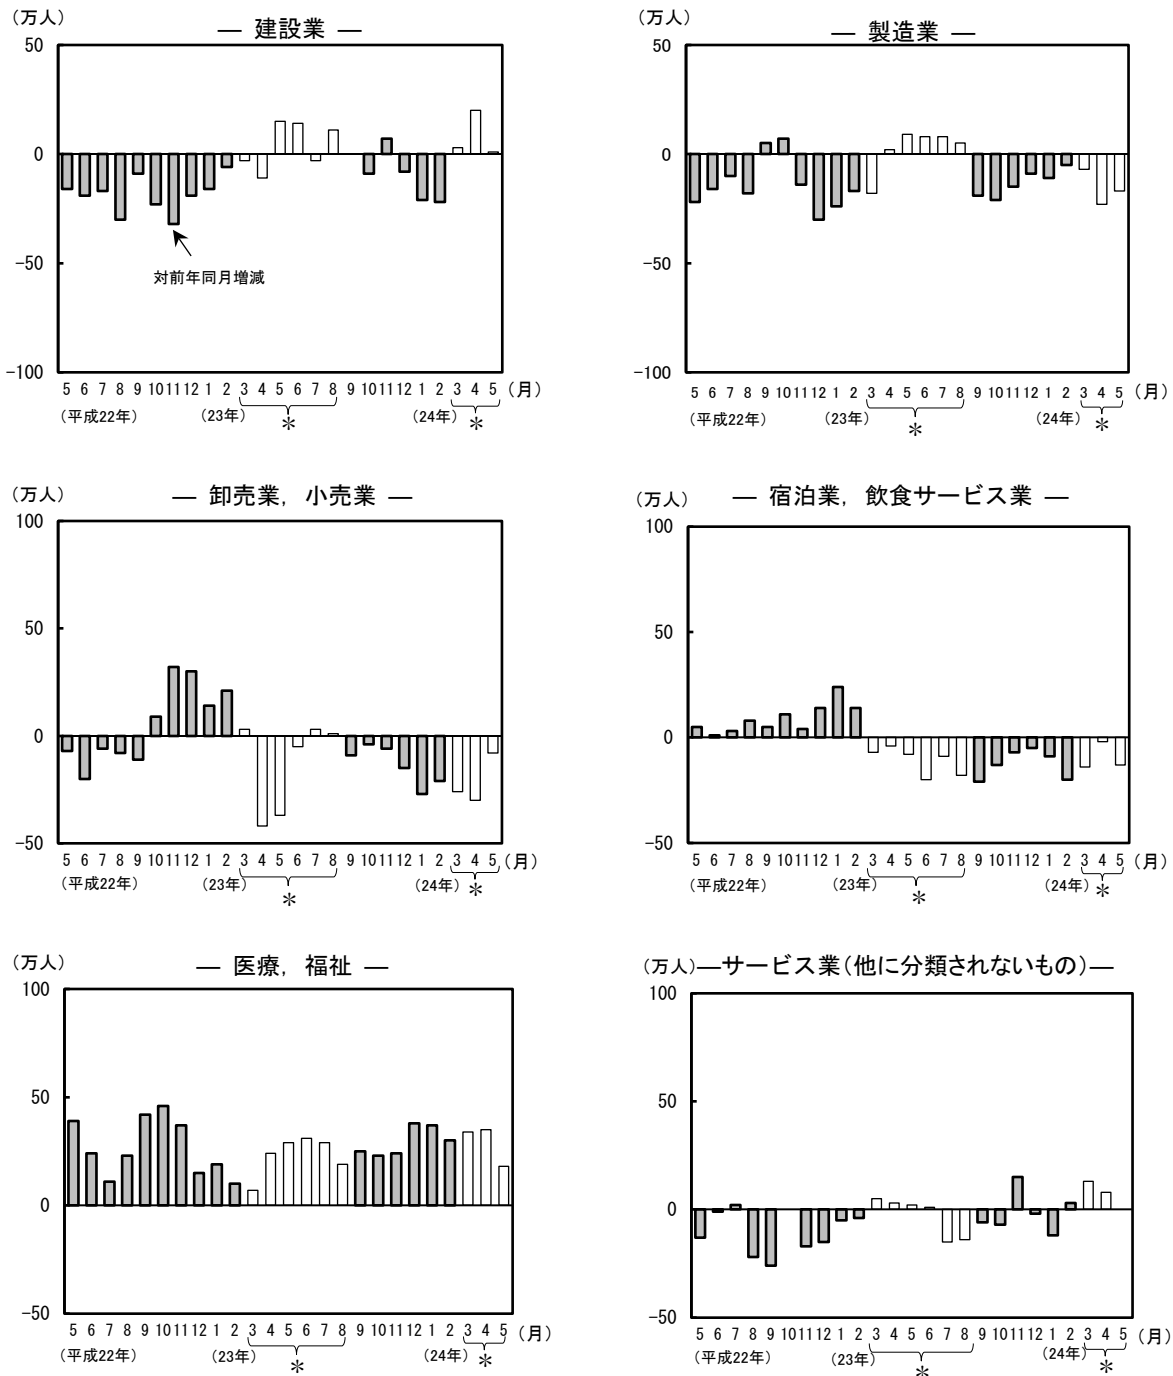 （万人）
― 建設業 ―
50
0
-50
-100
対前年同月増減
5 6 7 8 9 10 11 12 1 2 3 4 5 6 7 8 9 10 11 12 1 2 3 4 5 （月）
（平成22年） （23年） （24年）
＊ ＊
（万人）
― 製造業 ―
50
0
-50
-100
5 6 7 8 9 10 11 12 1 2 3 4 5 6 7 8 9 10 11 12 1 2 3 4 5 （月）
（平成22年） （23年） （24年）
＊ ＊
（万人）
― 卸売業，小売業 ―
100
50
0
-50
5 6 7 8 9 10 11 12 1 2 3 4 5 6 7 8 9 10 11 12 1 2 3 4 5 （月）
（平成22年） （23年） （24年）
＊ ＊
（万人）
― 宿泊業，飲食サービス業 ―
100
50
0
-50
5 6 7 8 9 10 11 12 1 2 3 4 5 6 7 8 9 10 11 12 1 2 3 4 5 （月）
（平成22年） （23年） （24年）
＊ ＊
（万人）
― 医療，福祉 ―
100
50
0
-50
5 6 7 8 9 10 11 12 1 2 3 4 5 6 7 8 9 10 11 12 1 2 3 4 5 （月）
（平成22年） （23年） （24年）
＊ ＊
（万人）―サービス業（他に分類されないもの）―
100
50
0
-50
5 6 7 8 9 10 11 12 1 2 3 4 5 6 7 8 9 10 11 12 1 2 3 4 5 （月）
（平成22年） （23年） （24年）
＊ ＊